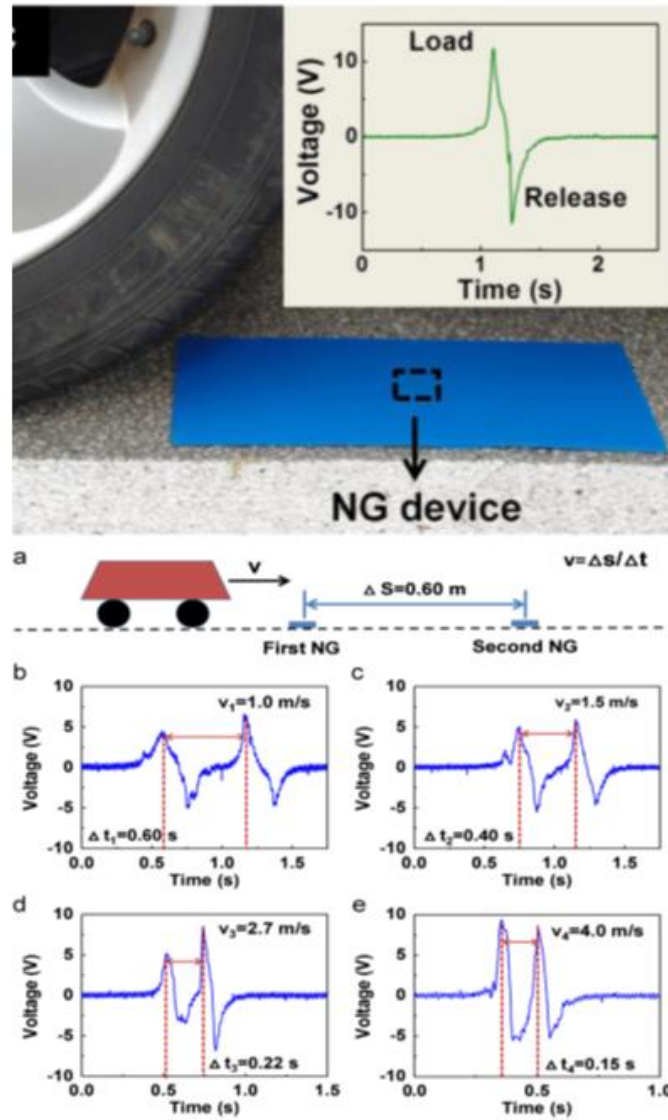 Load
Release
Voltage (V)
10
0
-10
0
1
2
Time (s)
NG device
a
v
v=Δs/Δt
Δ S=0.60 m
First NG
Second NG
b
v₁=1.0 m/s
Voltage (V)
10
5
0
-5
-10
Δ t₁=0.60 s
0.0
0.5
1.0
1.5
Time (s)
c
v₂=1.5 m/s
Voltage (V)
10
5
0
-5
-10
Δ t₂=0.40 s
0.0
0.5
1.0
1.5
Time (s)
d
v₃=2.7 m/s
Voltage (V)
10
5
0
-5
-10
Δ t₃=0.22 s
0.0
0.5
1.0
1.5
Time (s)
e
v₄=4.0 m/s
Voltage (V)
10
5
0
-5
-10
Δ t₄=0.15 s
0.0
0.5
1.0
Time (s)